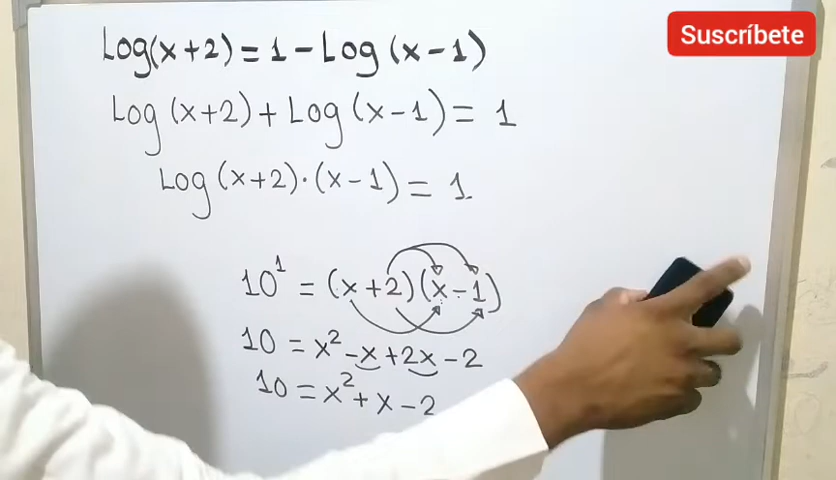 Suscríbete
Log(x+2)=1-Log(x-1)
Log(x+2)+Log(x-1)=1
Log(x+2)·(x-1)=1
10¹=(x+2)(x-1)
10=x²-x+2x-2
10=x²+x-2